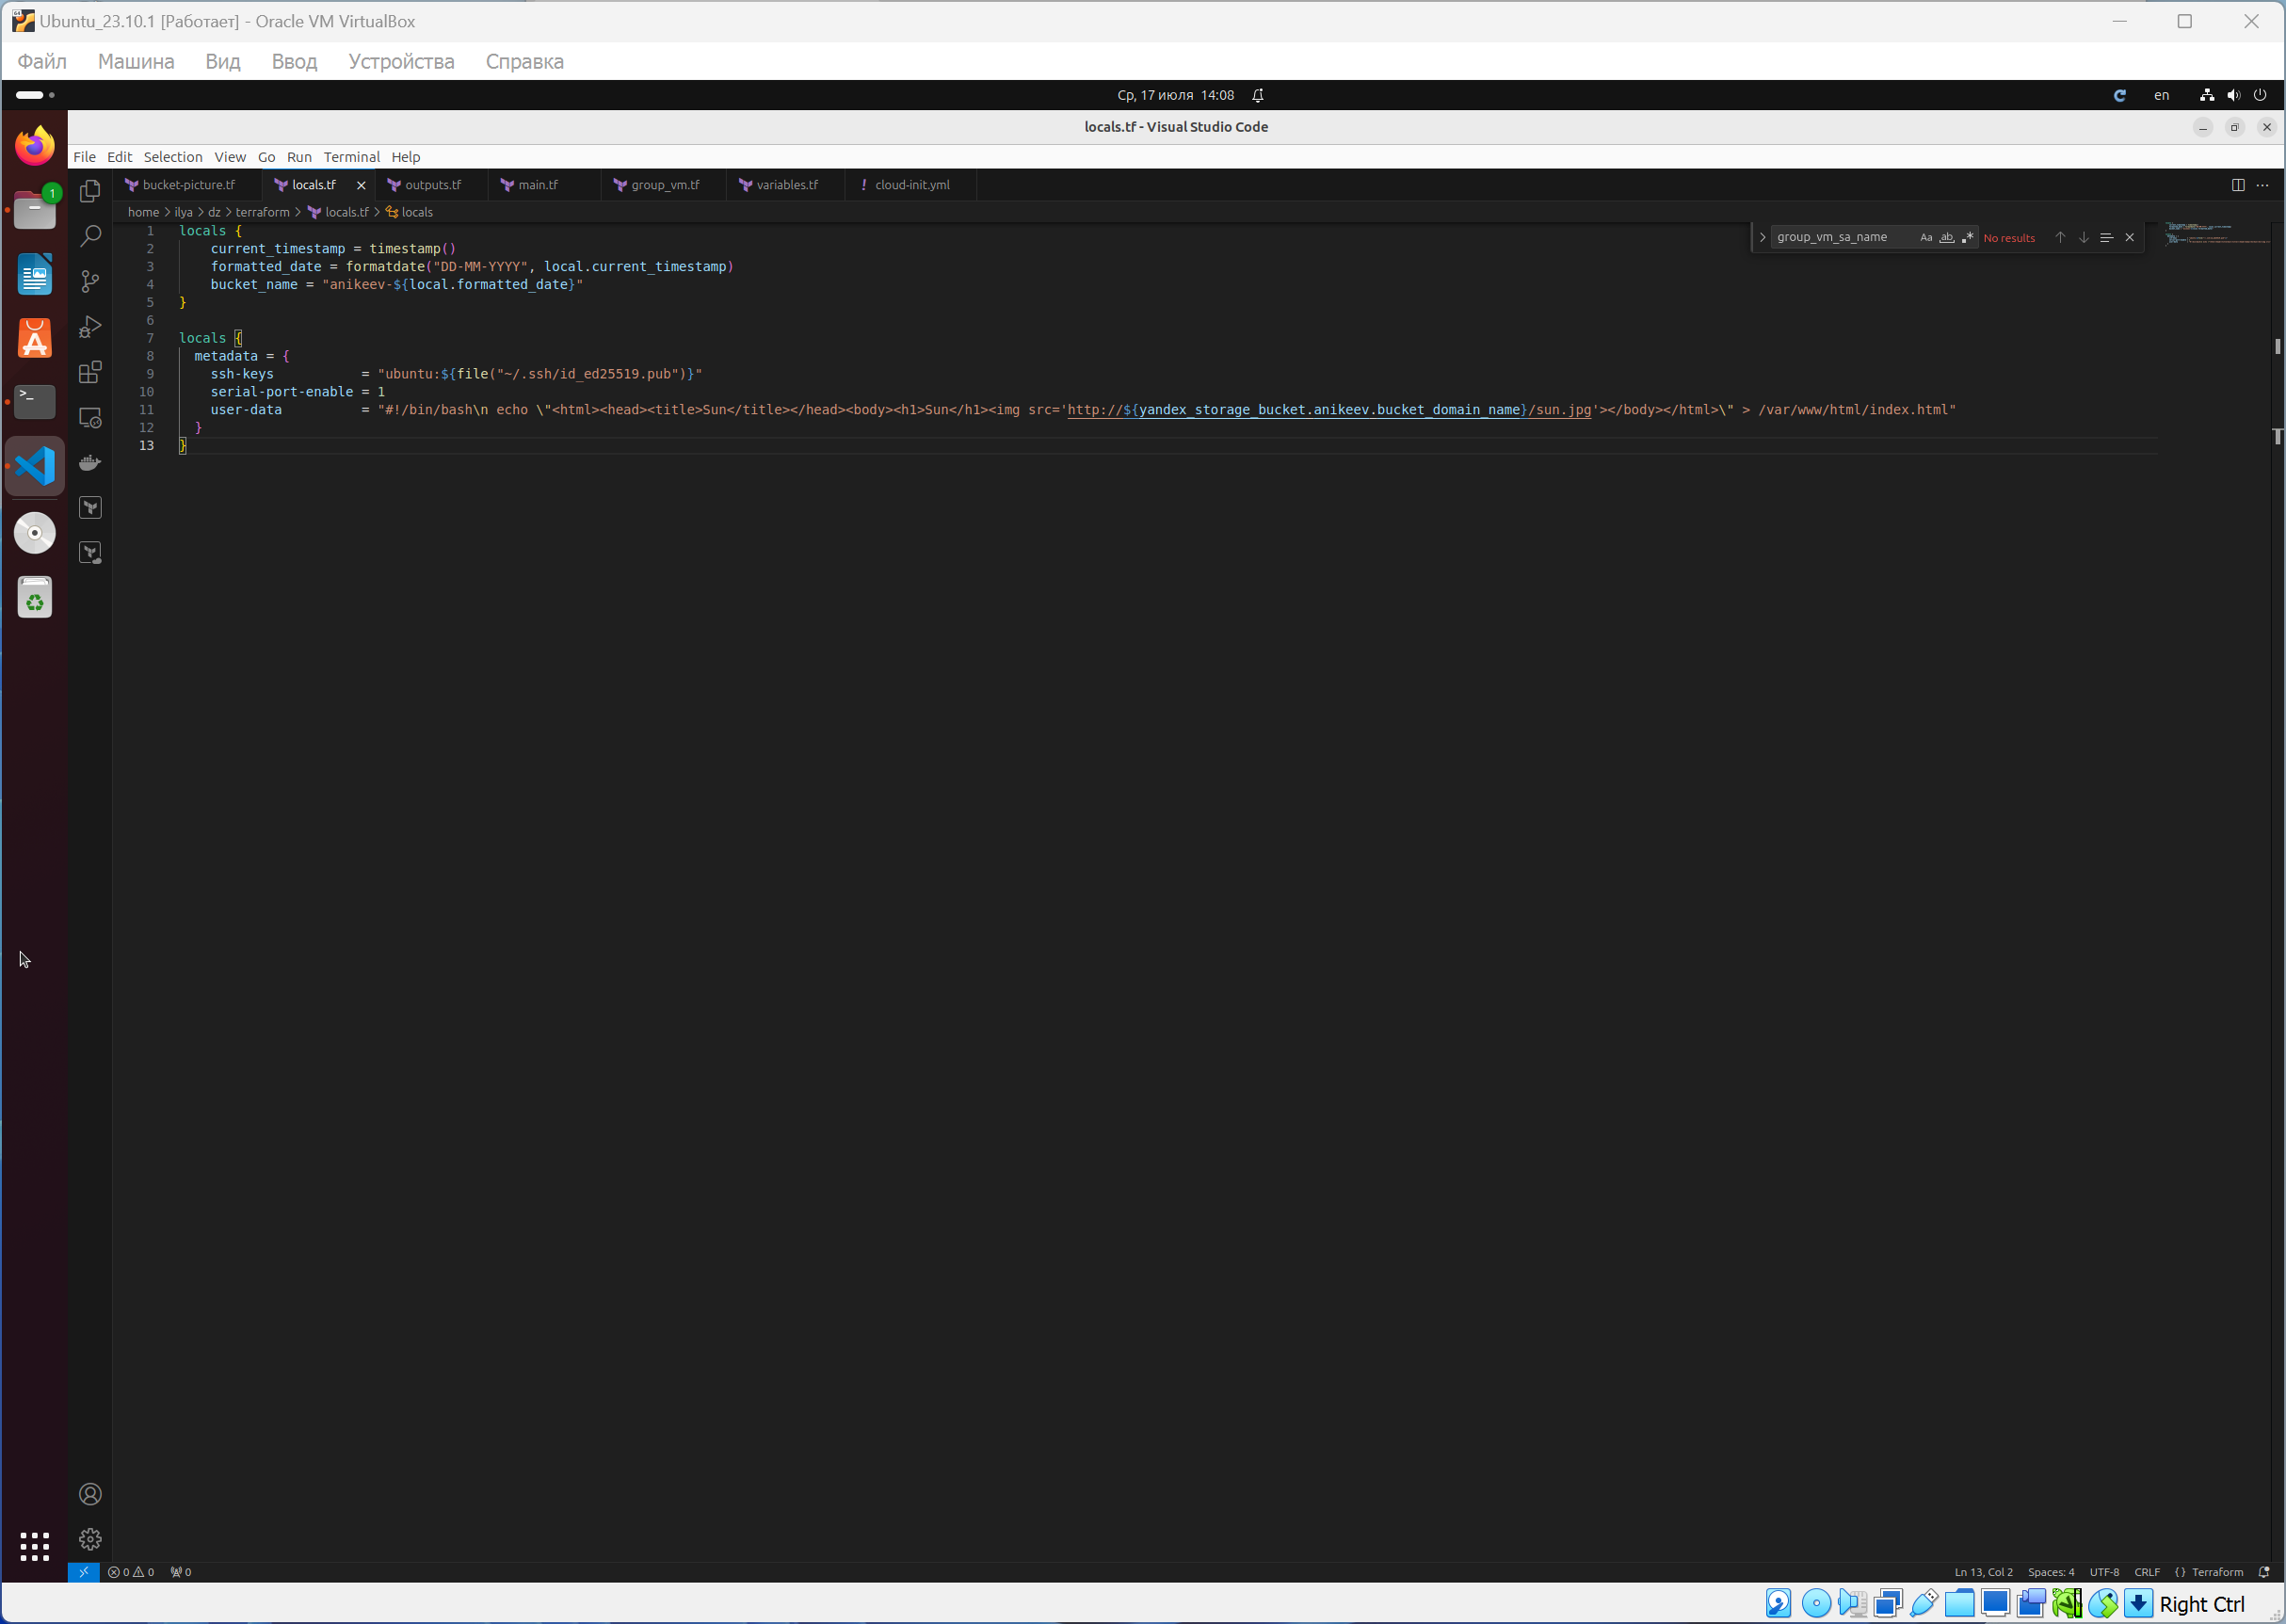 Ubuntu_23.10.1 [Работает] - Oracle VM VirtualBox
Файл Машина Вид Ввод Устройства Справка
Ср, 17 июля 14:08
en
locals.tf - Visual Studio Code
File Edit Selection View Go Run Terminal Help
1
bucket-picture.tf locals.tf outputs.tf main.tf group_vm.tf variables.tf ! cloud-init.yml
home > ilya > dz > terraform > locals.tf > locals
group_vm_sa_name Aa ab .* No results
1 locals {
2 current_timestamp = timestamp()
3 formatted_date = formatdate("DD-MM-YYYY", local.current_timestamp)
4 bucket_name = "anikeev-${local.formatted_date}"
5 }
6
7 locals {
8 metadata = {
9 ssh-keys = "ubuntu:${file("~/.ssh/id_ed25519.pub")}"
10 serial-port-enable = 1
11 user-data = "#!/bin/bash\n echo \"<html><head><title>Sun</title></head><body><h1>Sun</h1><img src='http://${yandex_storage_bucket.anikeev.bucket_domain_name}/sun.jpg'></body></html>\" > /var/www/html/index.html"
12 }
13 }
0 0 0
Ln 13, Col 2 Spaces: 4 UTF-8 CRLF {} Terraform
Right Ctrl